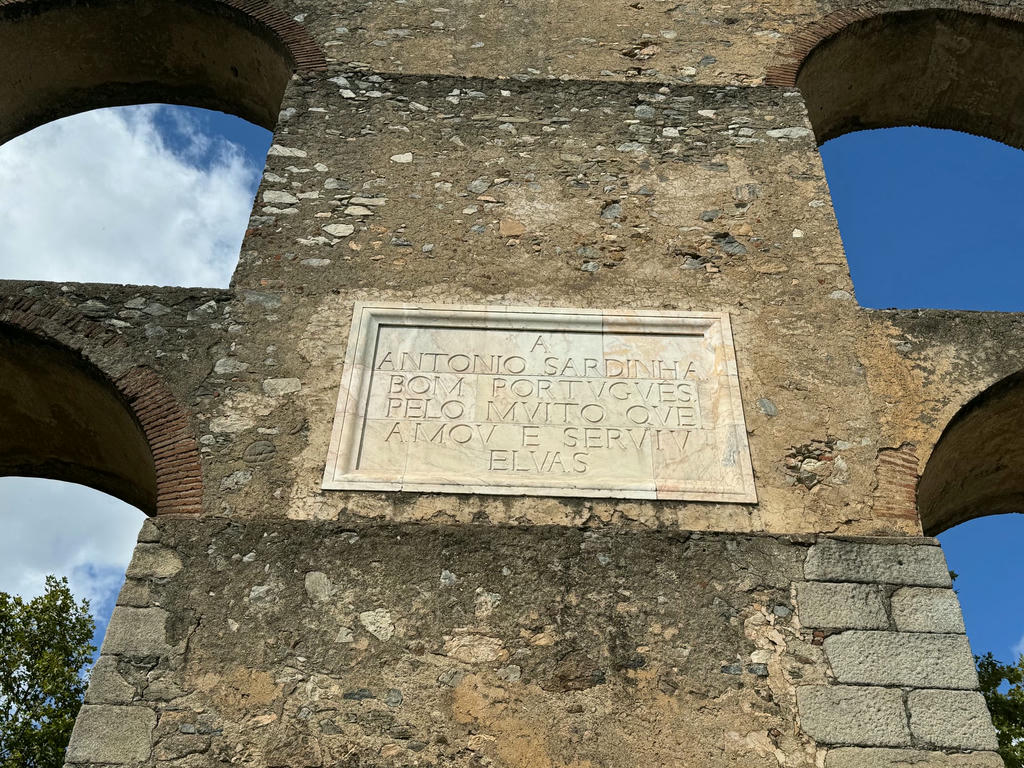 A
ANTONIO SARDINHA
BOM PORTVGVES
PELO MVITO QVE
AMOV E SERVIV
ELVAS